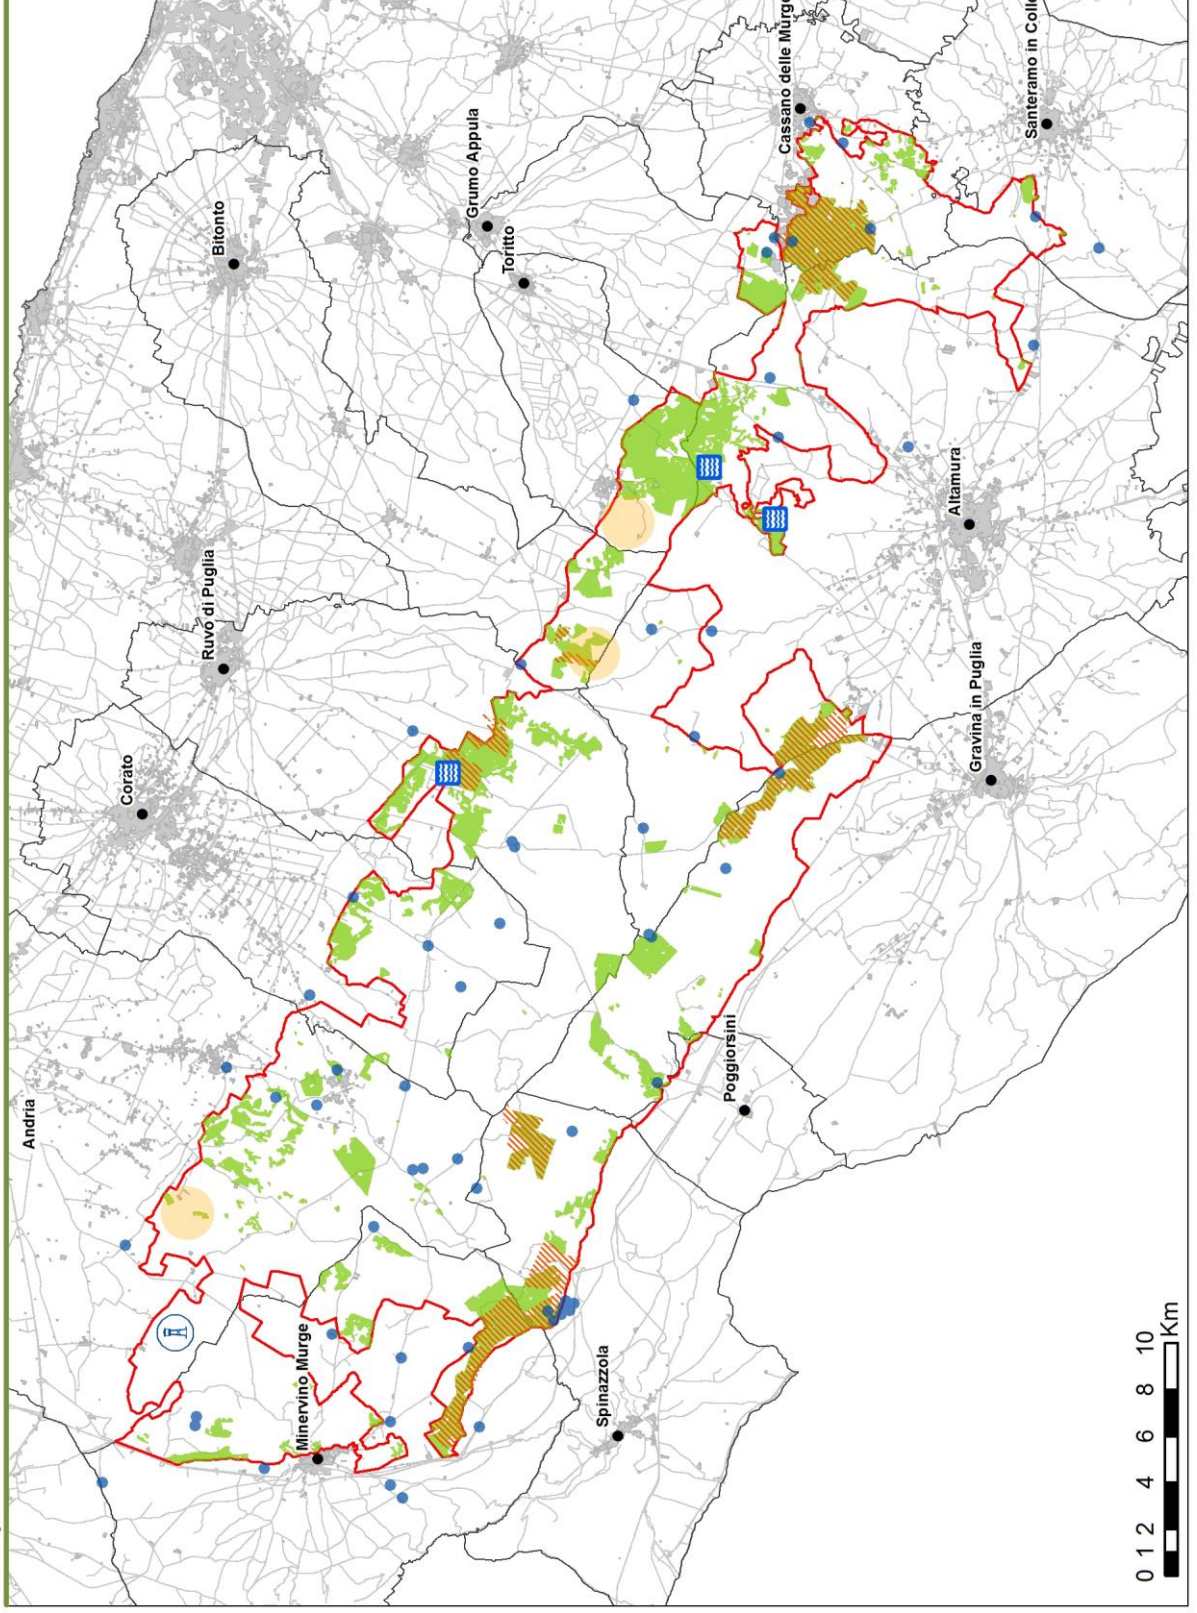 Andria
Corato
Ruvo di Puglia
Bitonto
Grumo Appula
Toritto
Minervino Murge
Spinazzola
Poggiorsini
Gravina in Puglia
Altamura
Cassano delle Murge
Santeramo in Colle
0 1 2 4 6 8 10
Km